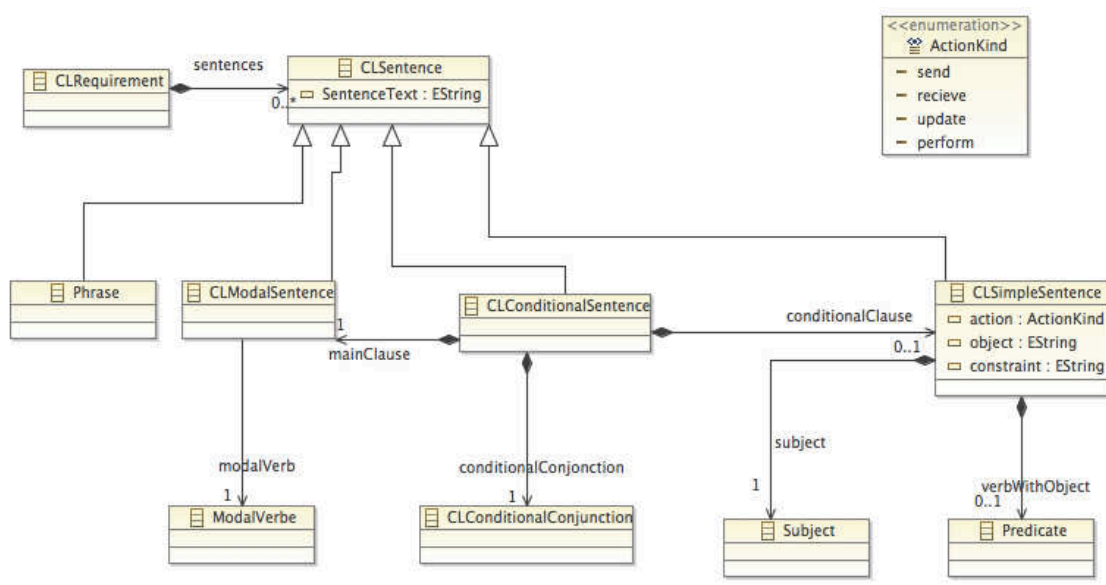 <<enumeration>>
ActionKind
send
recieve
update
perform
CLRequirement
sentences
0..*
CLSentence
SentenceText : EString
Phrase
CLModalSentence
CLConditionalSentence
CLSimpleSentence
action : ActionKind
object : EString
constraint : EString
conditionalClause
0..1
1
mainClause
subject
1
modalVerb
1
conditionalConjonction
1
verbWithObject
0..1
ModalVerbe
CLConditionalConjunction
Subject
Predicate